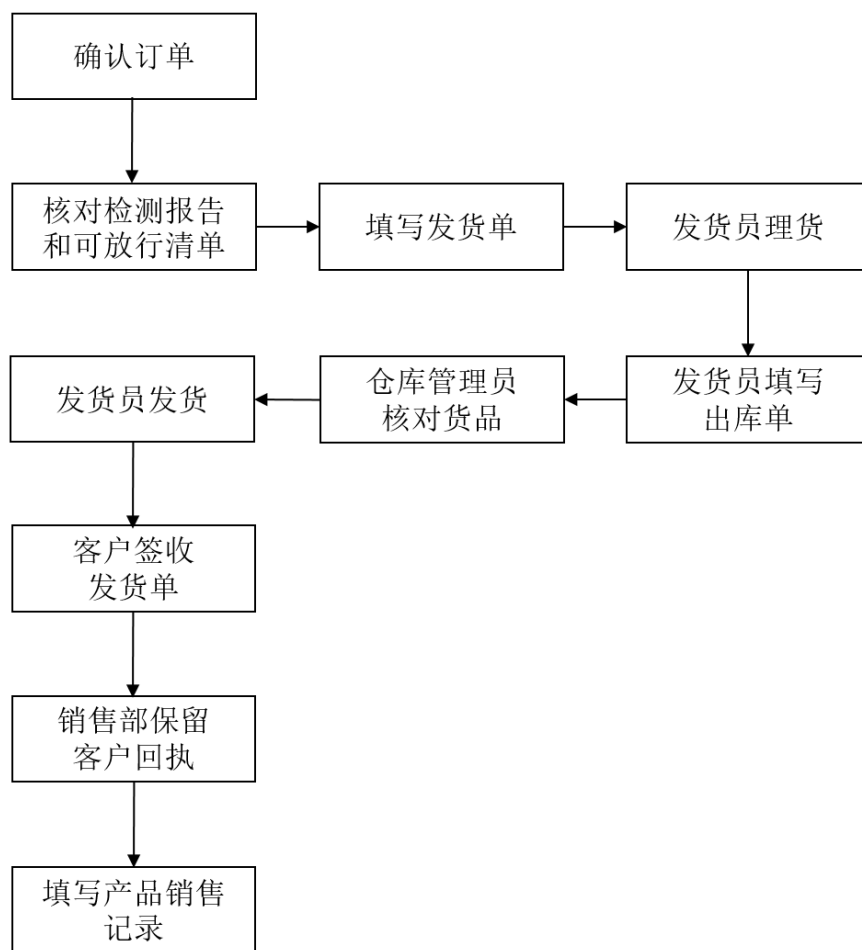 确认订单
核对检测报告
和可放行清单
填写发货单
发货员理货
发货员填写
出库单
仓库管理员
核对货品
发货员发货
客户签收
发货单
销售部保留
客户回执
填写产品销售
记录